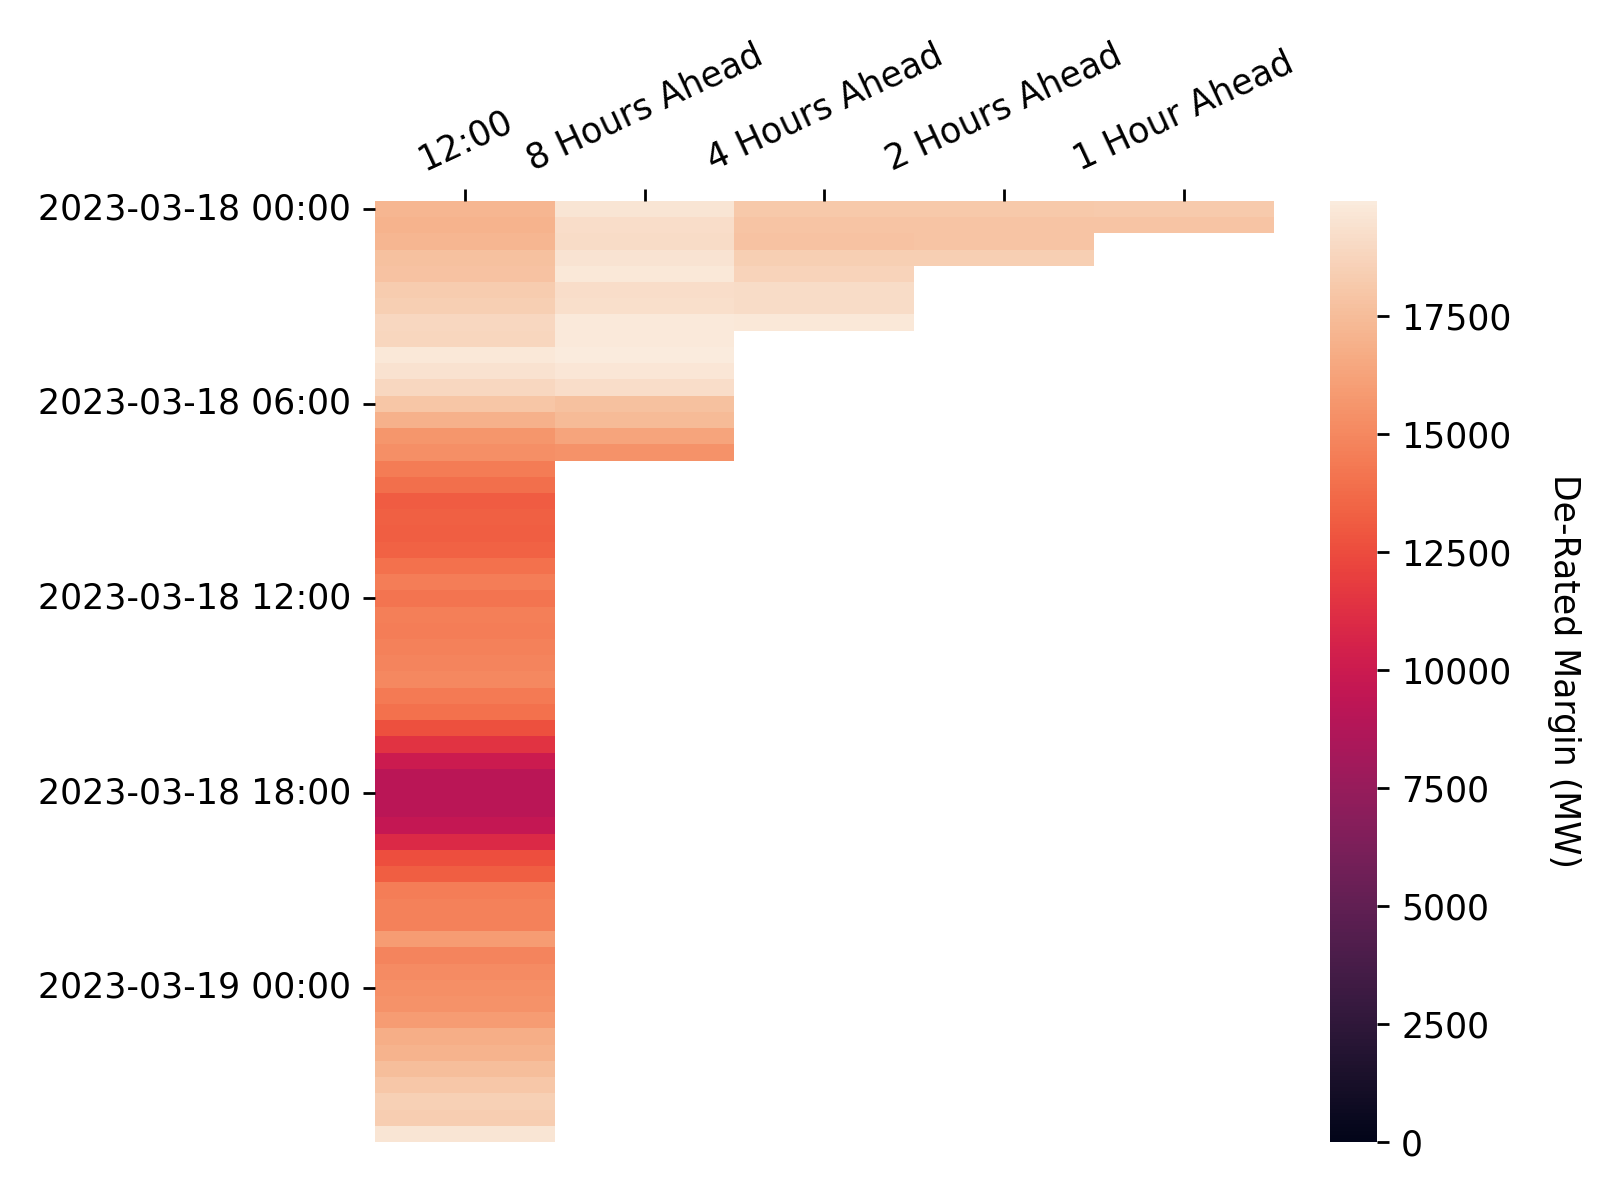 12:00
8 Hours Ahead
4 Hours Ahead
2 Hours Ahead
1 Hour Ahead
2023-03-18 00:00
2023-03-18 06:00
2023-03-18 12:00
2023-03-18 18:00
2023-03-19 00:00
17500
15000
12500
10000
7500
5000
2500
0
De-Rated Margin (MW)